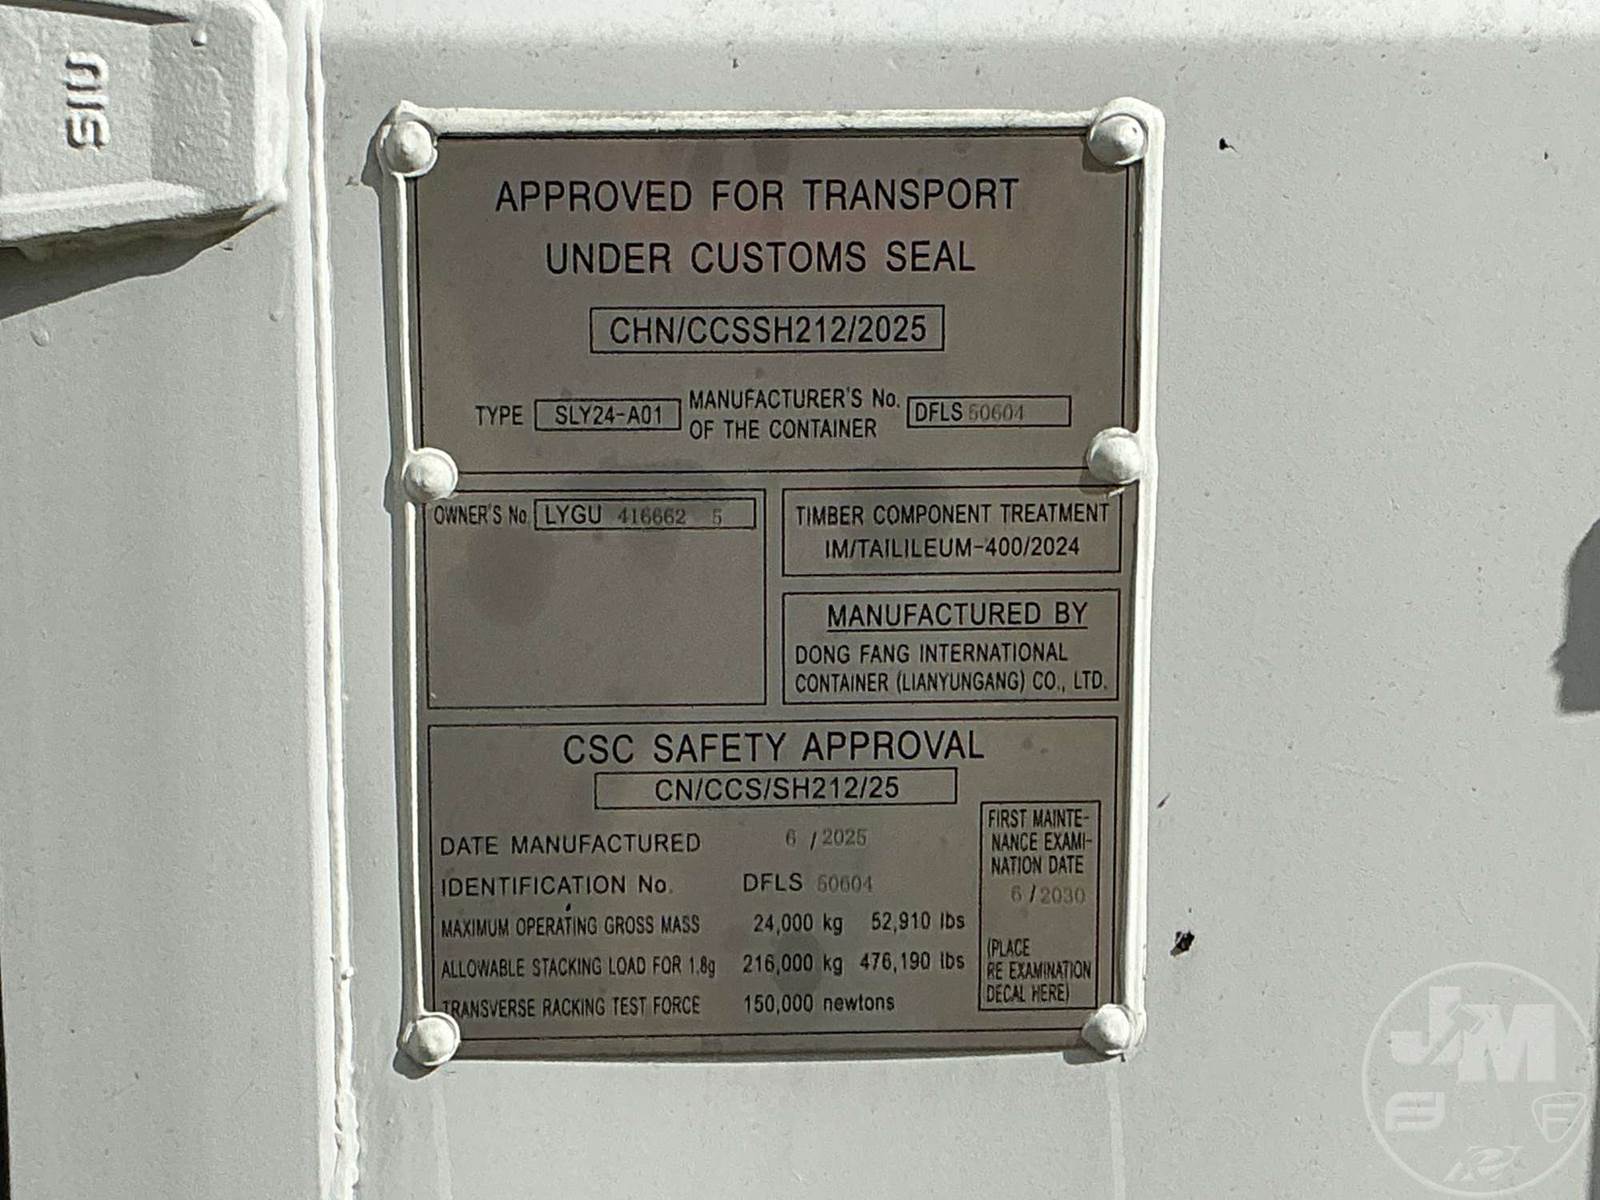 SIU
APPROVED FOR TRANSPORT
UNDER CUSTOMS SEAL
CHN/CCSSH212/2025
TYPE SLY24-A01 MANUFACTURER'S No. OF THE CONTAINER DFLS 50604
OWNER'S No. LYGU 416662 5
TIMBER COMPONENT TREATMENT
IM/TAILILEUM-400/2024
MANUFACTURED BY
DONG FANG INTERNATIONAL
CONTAINER (LIANYUNGANG) CO., LTD.
CSC SAFETY APPROVAL
CN/CCS/SH212/25
DATE MANUFACTURED 6 / 2025
IDENTIFICATION No. DFLS 50604
MAXIMUM OPERATING GROSS MASS 24,000 kg 52,910 lbs
ALLOWABLE STACKING LOAD FOR 1.8g 216,000 kg 476,190 lbs
TRANSVERSE RACKING TEST FORCE 150,000 newtons
FIRST MAINTE-
NANCE EXAMI-
NATION DATE
6 / 2030
(PLACE
RE EXAMINATION
DECAL HERE)
JM